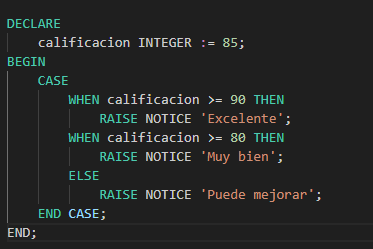 DECLARE
    calificacion INTEGER := 85;
BEGIN
    CASE
        WHEN calificacion >= 90 THEN
            RAISE NOTICE 'Excelente';
        WHEN calificacion >= 80 THEN
            RAISE NOTICE 'Muy bien';
        ELSE
            RAISE NOTICE 'Puede mejorar';
    END CASE;
END;